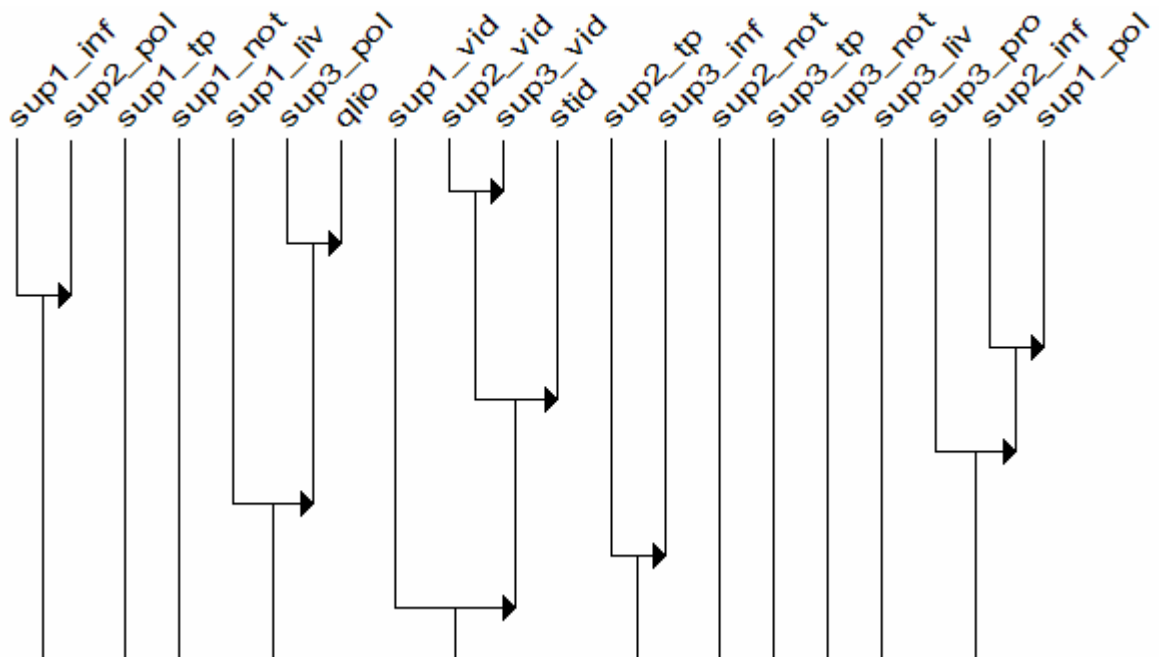 sup1_inf
sup2_pol
sup1_tp
sup1_not
sup1_liv
sup3_pol
qlio
sup1_vid
sup2_vid
sup3_vid
stid
sup2_tp
sup3_inf
sup2_not
sup3_tp
sup3_not
sup3_liv
sup3_pro
sup2_inf
sup1_pol